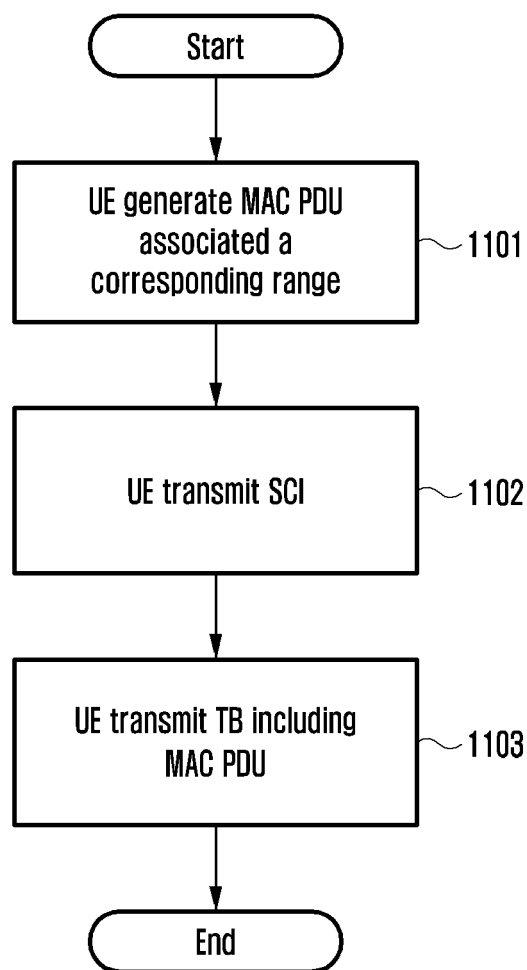 Start
UE generate MAC PDU
associated a
corresponding range
1101
UE transmit SCI
1102
UE transmit TB including
MAC PDU
1103
End